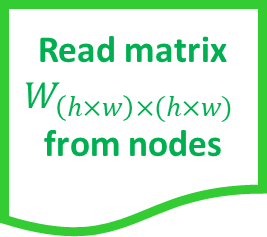 Read matrix
W₍ₕ×w₎×₍ₕ×w₎
from nodes